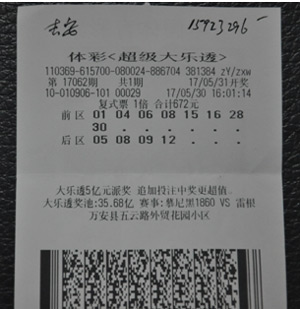 吉安 15923296
体彩<超级大乐透>
110369-615700-080024-886704 381384 zY/zxw
第 17062期 共1期 17/05/31开奖
10-010906-101 00029 17/05/30 16:01:14
复式票 1倍 合计672元
前区 01 04 06 08 15 16 28
30
后区 05 08 09 12
大乐透5亿元派奖 追加投注中奖更超值
大乐透奖池:35.68亿 赛事:慕尼黑1860 VS 雷根
万安县五云路外贸花园小区